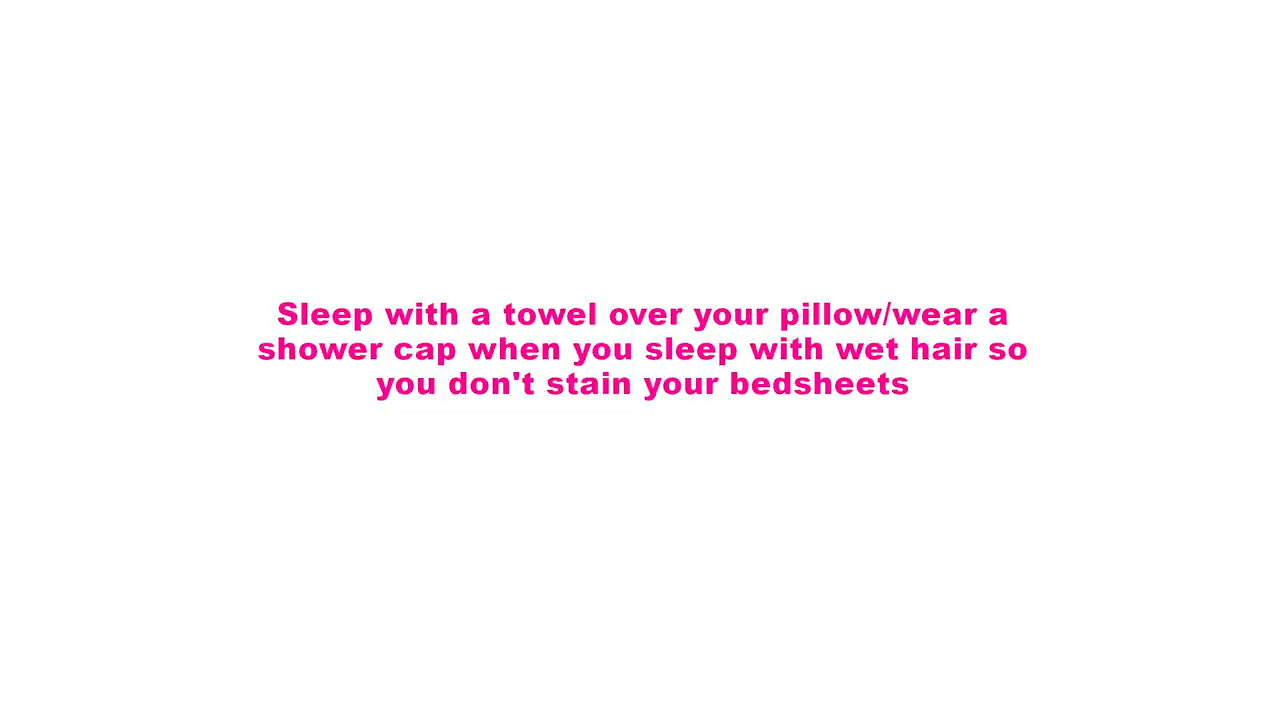 Sleep with a towel over your pillow/wear a
shower cap when you sleep with wet hair so
you don't stain your bedsheets